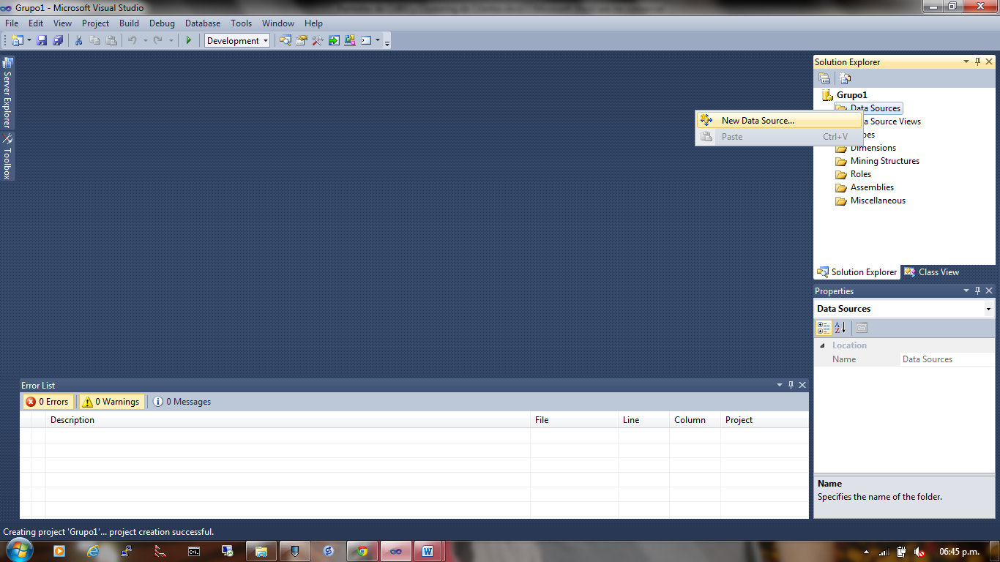 Grupo1 - Microsoft Visual Studio
File Edit View Project Build Debug Database Tools Window Help
Development
Server Explorer
Toolbox
Solution Explorer
Grupo1
Data Sources
New Data Source...
Paste Ctrl+V
a Source Views
bes
Dimensions
Mining Structures
Roles
Assemblies
Miscellaneous
Solution Explorer Class View
Properties
Data Sources
Location
Name Data Sources
Name
Specifies the name of the folder.
Error List
0 Errors 0 Warnings 0 Messages
Description File Line Column Project
Creating project 'Grupo1'... project creation successful.
06:45 p.m.